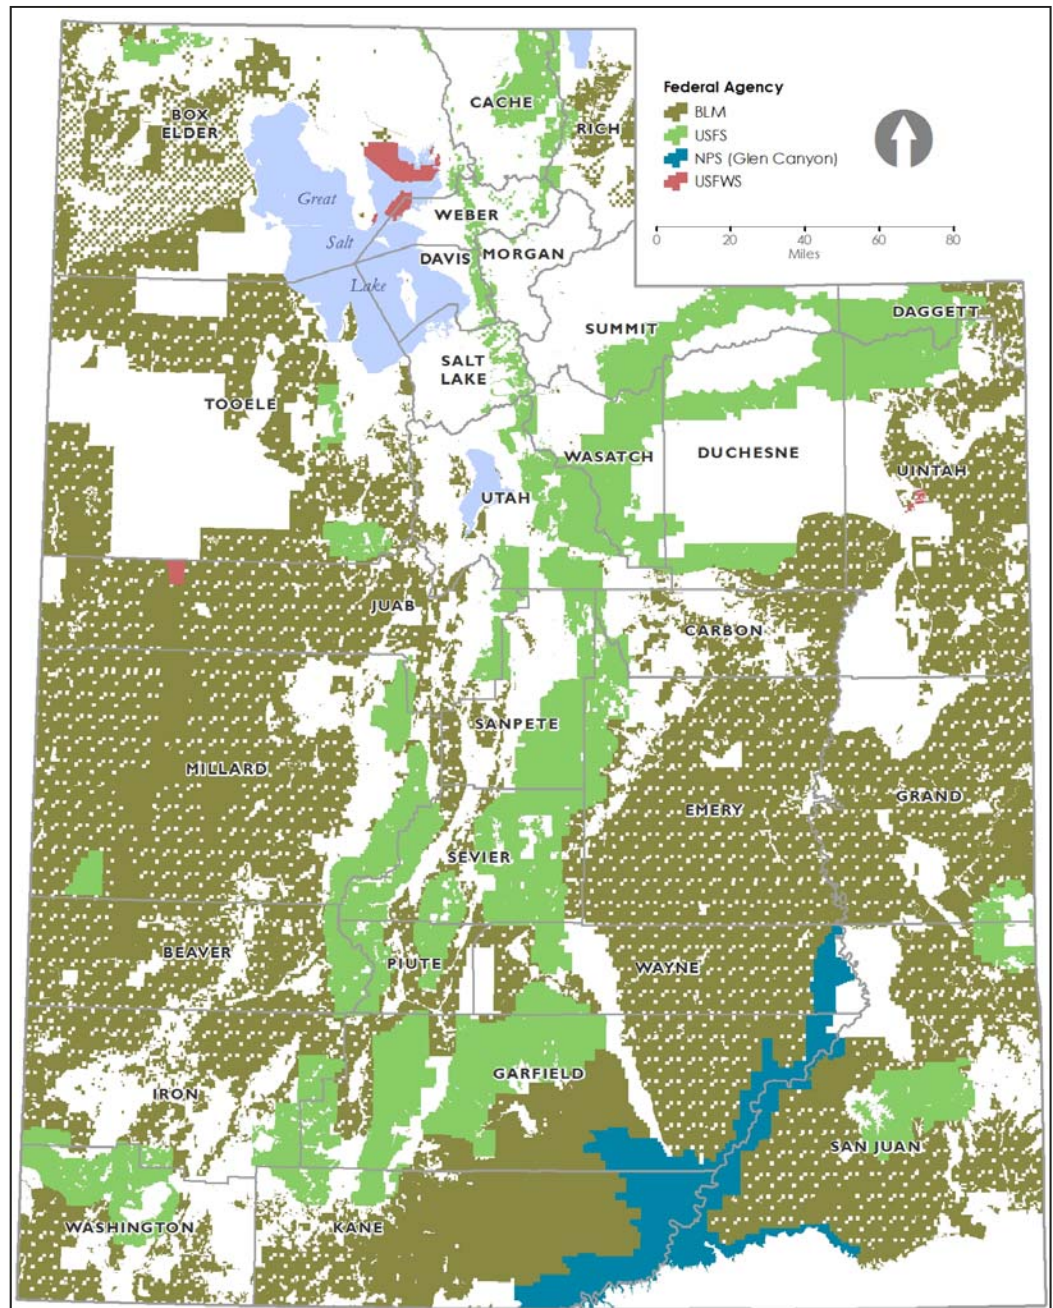 Federal Agency
BLM
USFS
NPS (Glen Canyon)
USFWS
0 20 40 60 80
Miles
CACHE
RICH
BOX
ELDER
Great
Salt
Lake
WEBER
DAVIS
MORGAN
SUMMIT
DAGGETT
SALT
LAKE
TOOELE
WASATCH
DUCHESNE
UINTAH
UTAH
JUAB
CARBON
SANPETE
MILLARD
EMERY
GRAND
SEVIER
BEAVER
PIUTE
WAYNE
GARFIELD
IRON
SAN JUAN
WASHINGTON
KANE